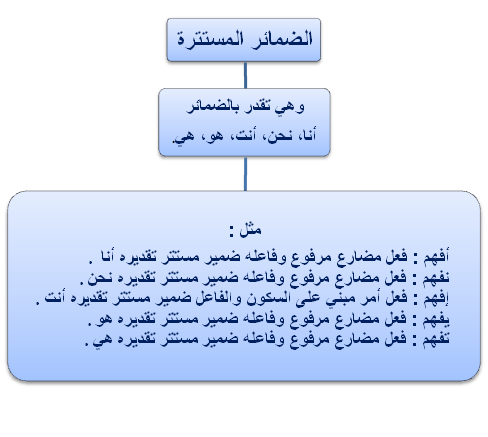 الضمائر المستترة
وهي تقدر بالضمائر
أنا، نحن، أنت، هو، هي.
مثل :
أفهم : فعل مضارع مرفوع وفاعله ضمير مستتر تقديره أنا .
نفهم : فعل مضارع مرفوع وفاعله ضمير مستتر تقديره نحن .
إفهم : فعل أمر مبني على السكون والفاعل ضمير مستتر تقديره أنت .
يفهم : فعل مضارع مرفوع وفاعله ضمير مستتر تقديره هو .
تفهم : فعل مضارع مرفوع وفاعله ضمير مستتر تقديره هي .